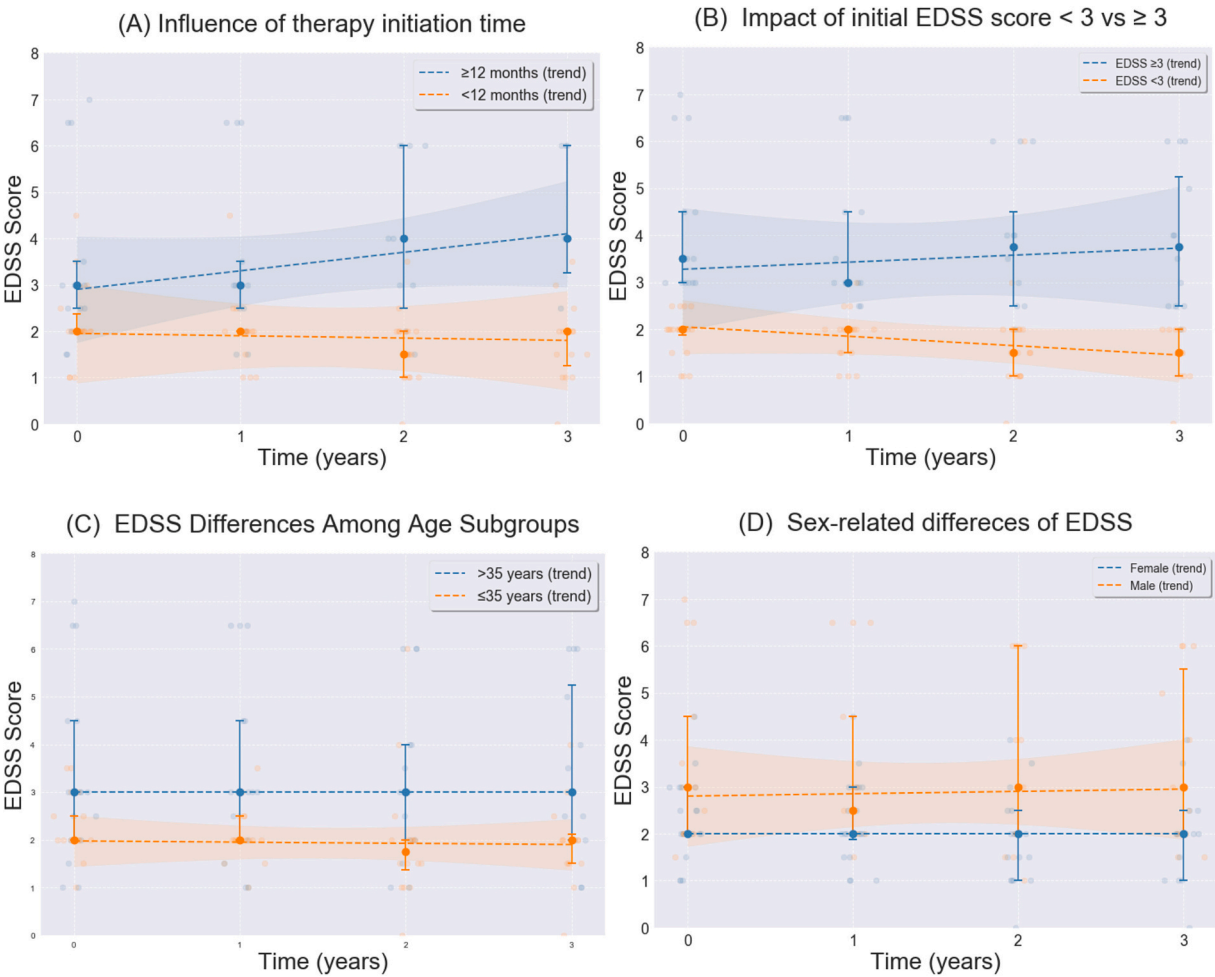 (A) Influence of therapy initiation time
8
7
6
5
4
3
2
1
0
EDSS Score
≥12 months (trend)
<12 months (trend)
0 1 2 3
Time (years)
(B) Impact of initial EDSS score < 3 vs ≥ 3
8
7
6
5
4
3
2
1
0
EDSS Score
EDSS ≥3 (trend)
EDSS <3 (trend)
0 1 2 3
Time (years)
(C) EDSS Differences Among Age Subgroups
8
7
6
5
4
3
2
1
0
EDSS Score
>35 years (trend)
≤35 years (trend)
0 1 2 3
Time (years)
(D) Sex-related differeces of EDSS
8
7
6
5
4
3
2
1
0
EDSS Score
Female (trend)
Male (trend)
0 1 2 3
Time (years)